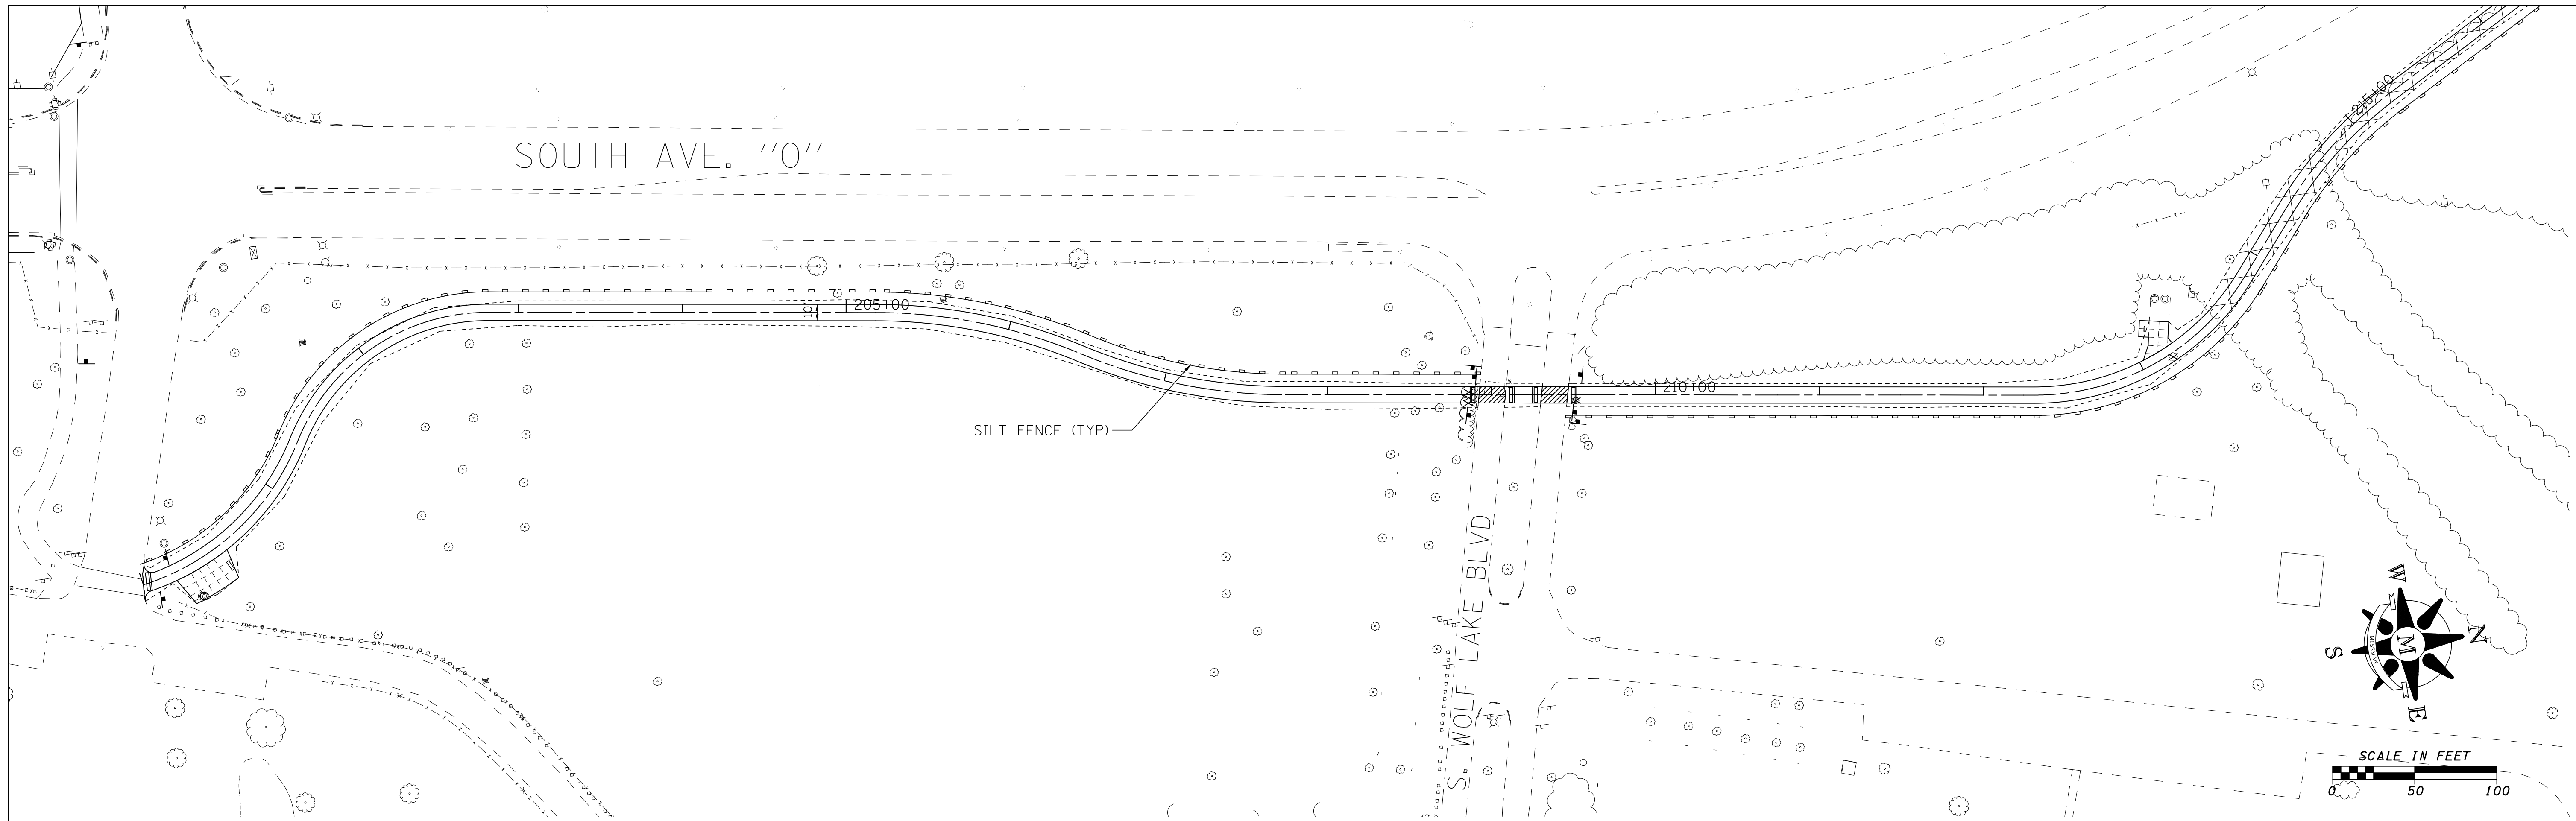 SOUTH AVE. "O"
215+00
10'
205+00
210+00
SILT FENCE (TYP)
S. WOLF LAKE BLVD
W
N
M
MISSMAN
S
E
SCALE IN FEET
0 50 100